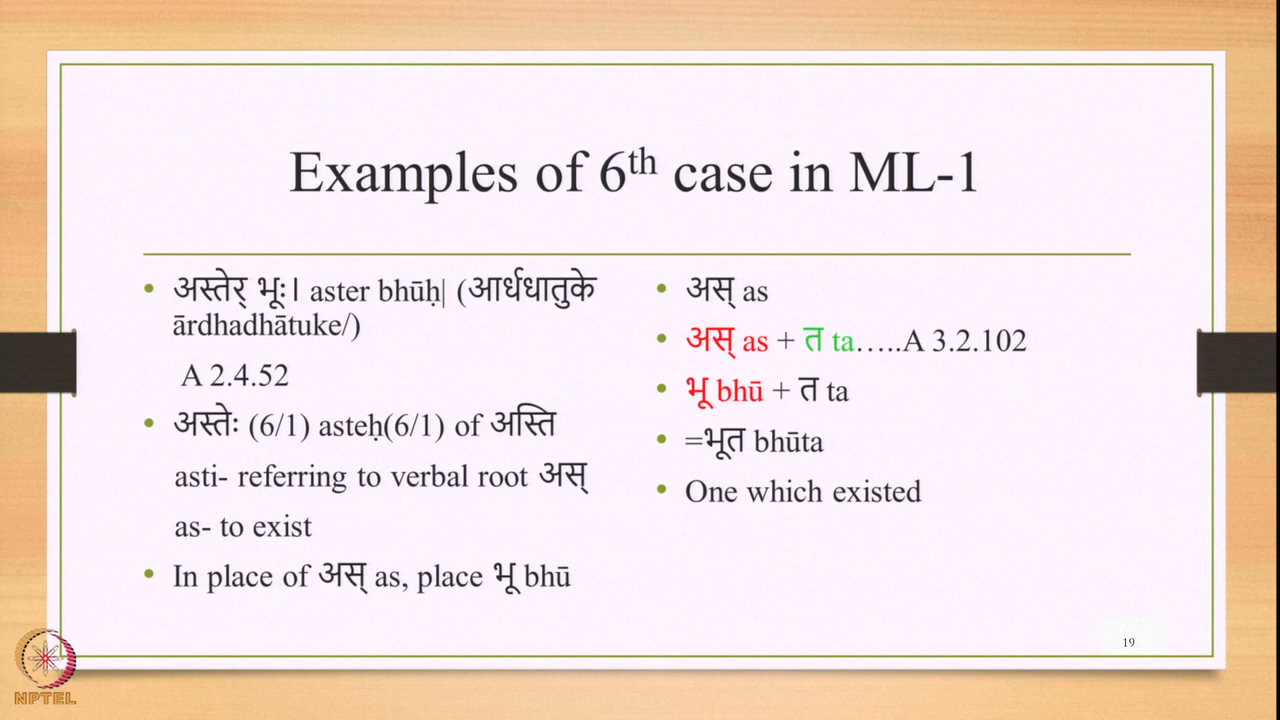 Examples of 6th case in ML-1
• अस्तेर् भूः। aster bhūḥ| (आर्धधातुके
ārdhadhātuke/)
A 2.4.52
• अस्तेः (6/1) asteḥ(6/1) of अस्ति
asti- referring to verbal root अस्
as- to exist
• In place of अस् as, place भू bhū
• अस् as
• अस् as + त ta…..A 3.2.102
• भू bhū + त ta
• =भूत bhūta
• One which existed
19
NPTEL